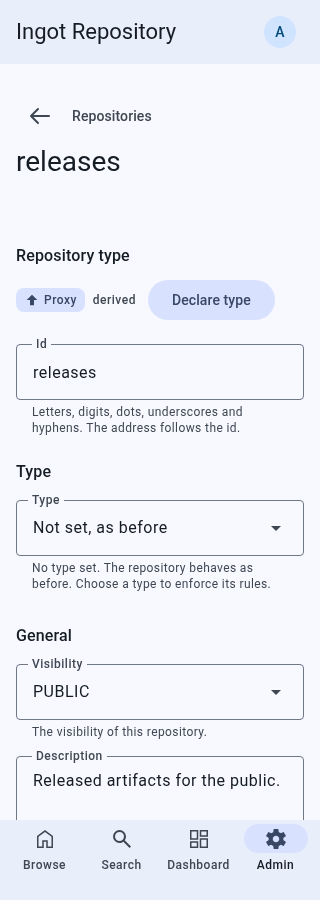 Ingot Repository
A
Repositories
releases
Repository type
Proxy derived Declare type
Id
releases
Letters, digits, dots, underscores and
hyphens. The address follows the id.
Type
Type
Not set, as before
No type set. The repository behaves as
before. Choose a type to enforce its rules.
General
Visibility
PUBLIC
The visibility of this repository.
Description
Released artifacts for the public.
Browse Search Dashboard Admin